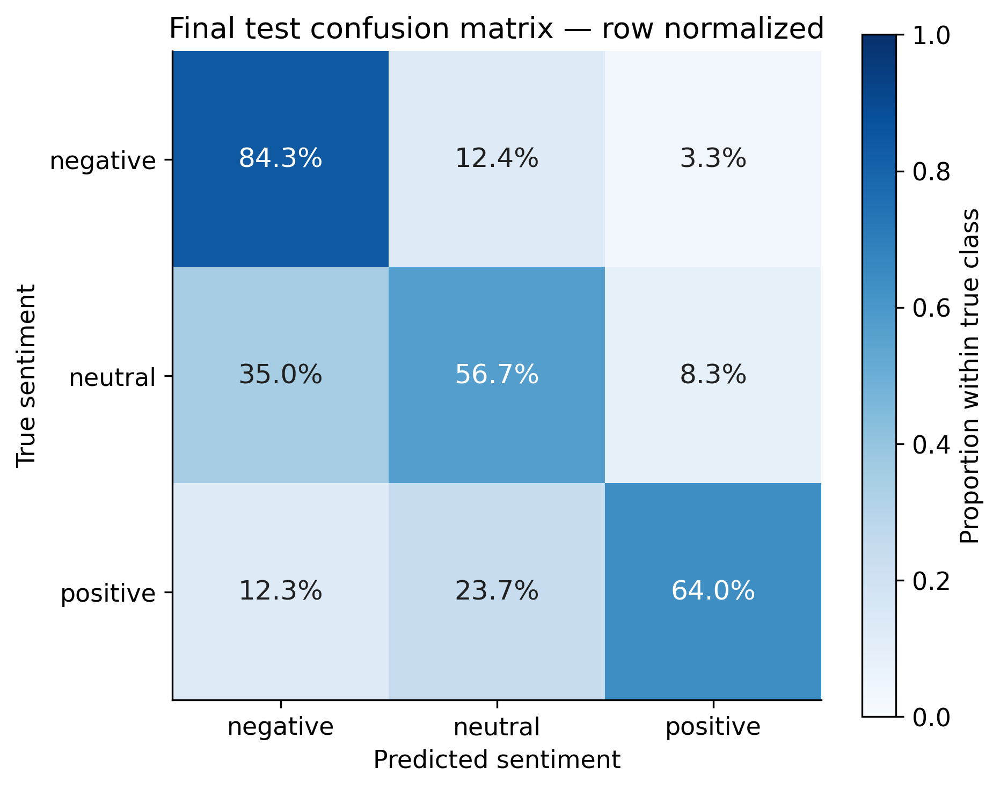 Final test confusion matrix — row normalized
1.0
84.3% 12.4% 3.3%
negative
0.8
Proportion within true class
0.6
True sentiment
35.0% 56.7% 8.3%
neutral
0.4
12.3% 23.7% 64.0%
positive
0.2
0.0
negative neutral positive
Predicted sentiment